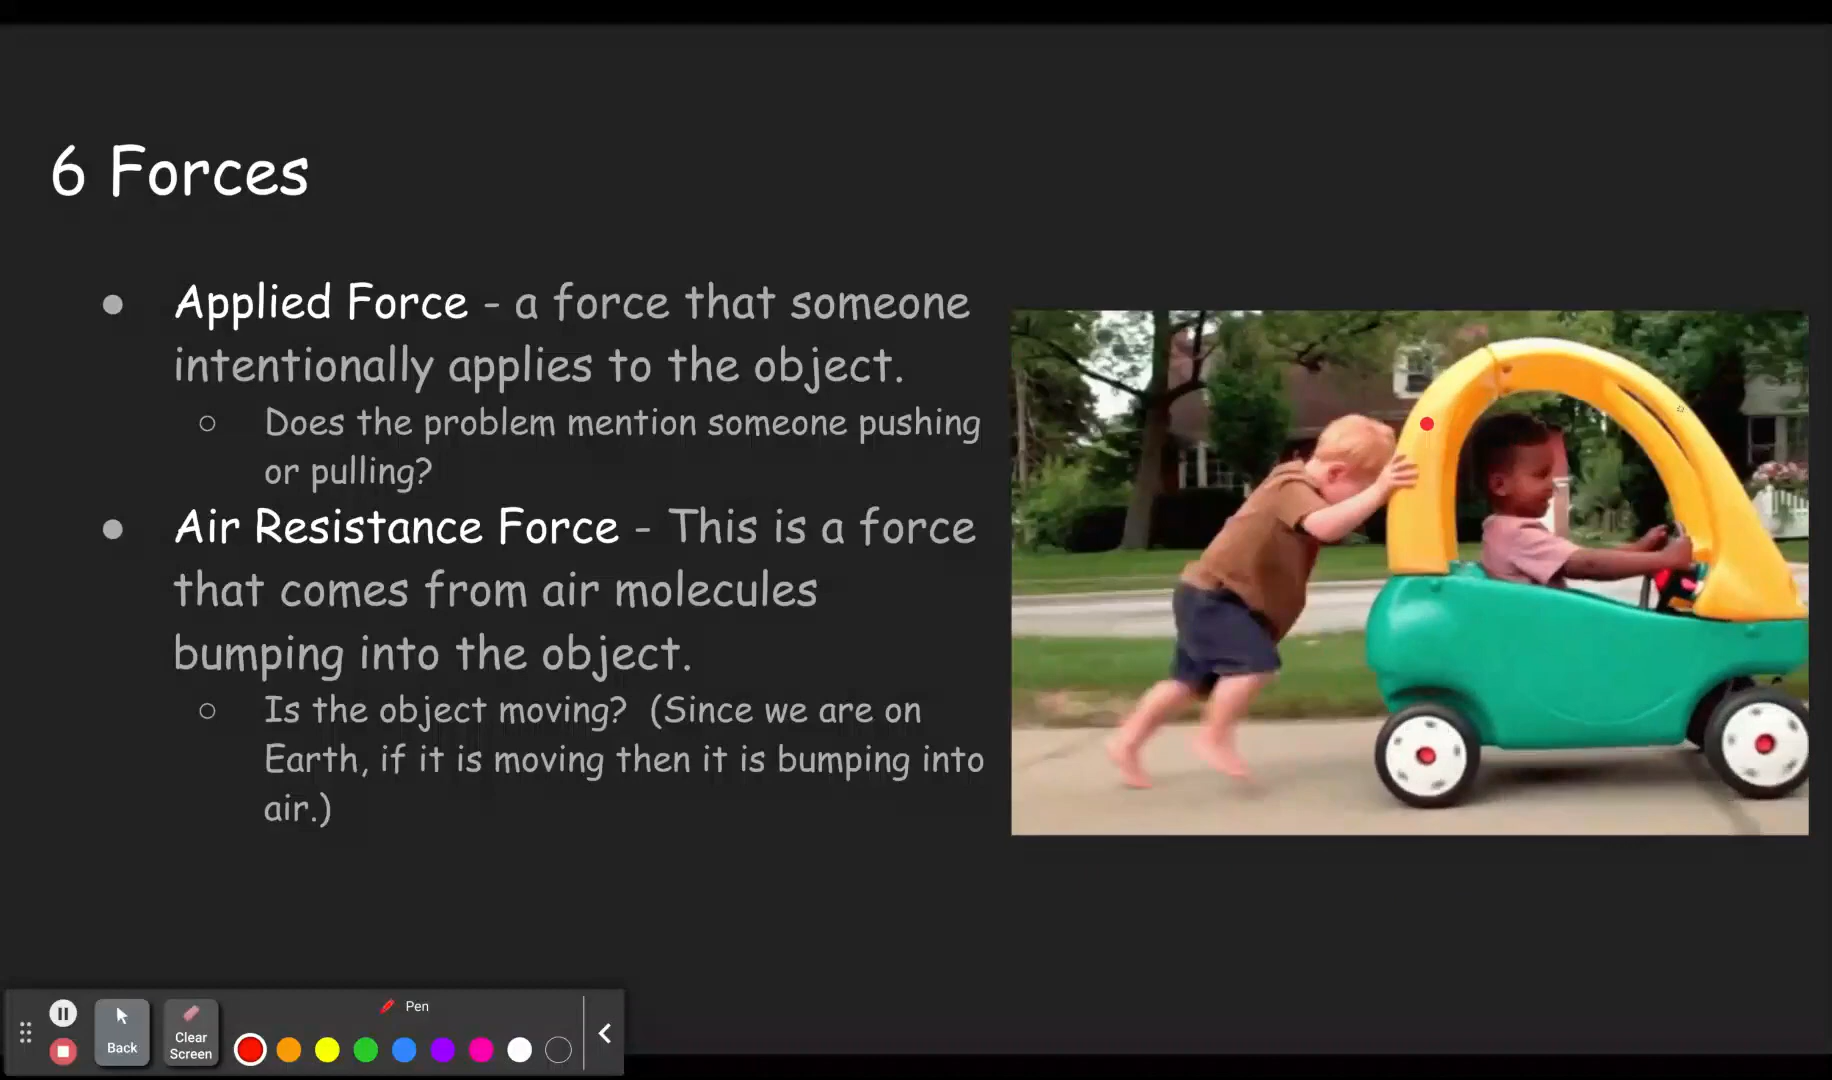 6 Forces
● Applied Force - a force that someone
intentionally applies to the object.
○ Does the problem mention someone pushing
or pulling?
● Air Resistance Force - This is a force
that comes from air molecules
bumping into the object.
○ Is the object moving? (Since we are on
Earth, if it is moving then it is bumping into
air.)
Pen
Back
Clear
Screen